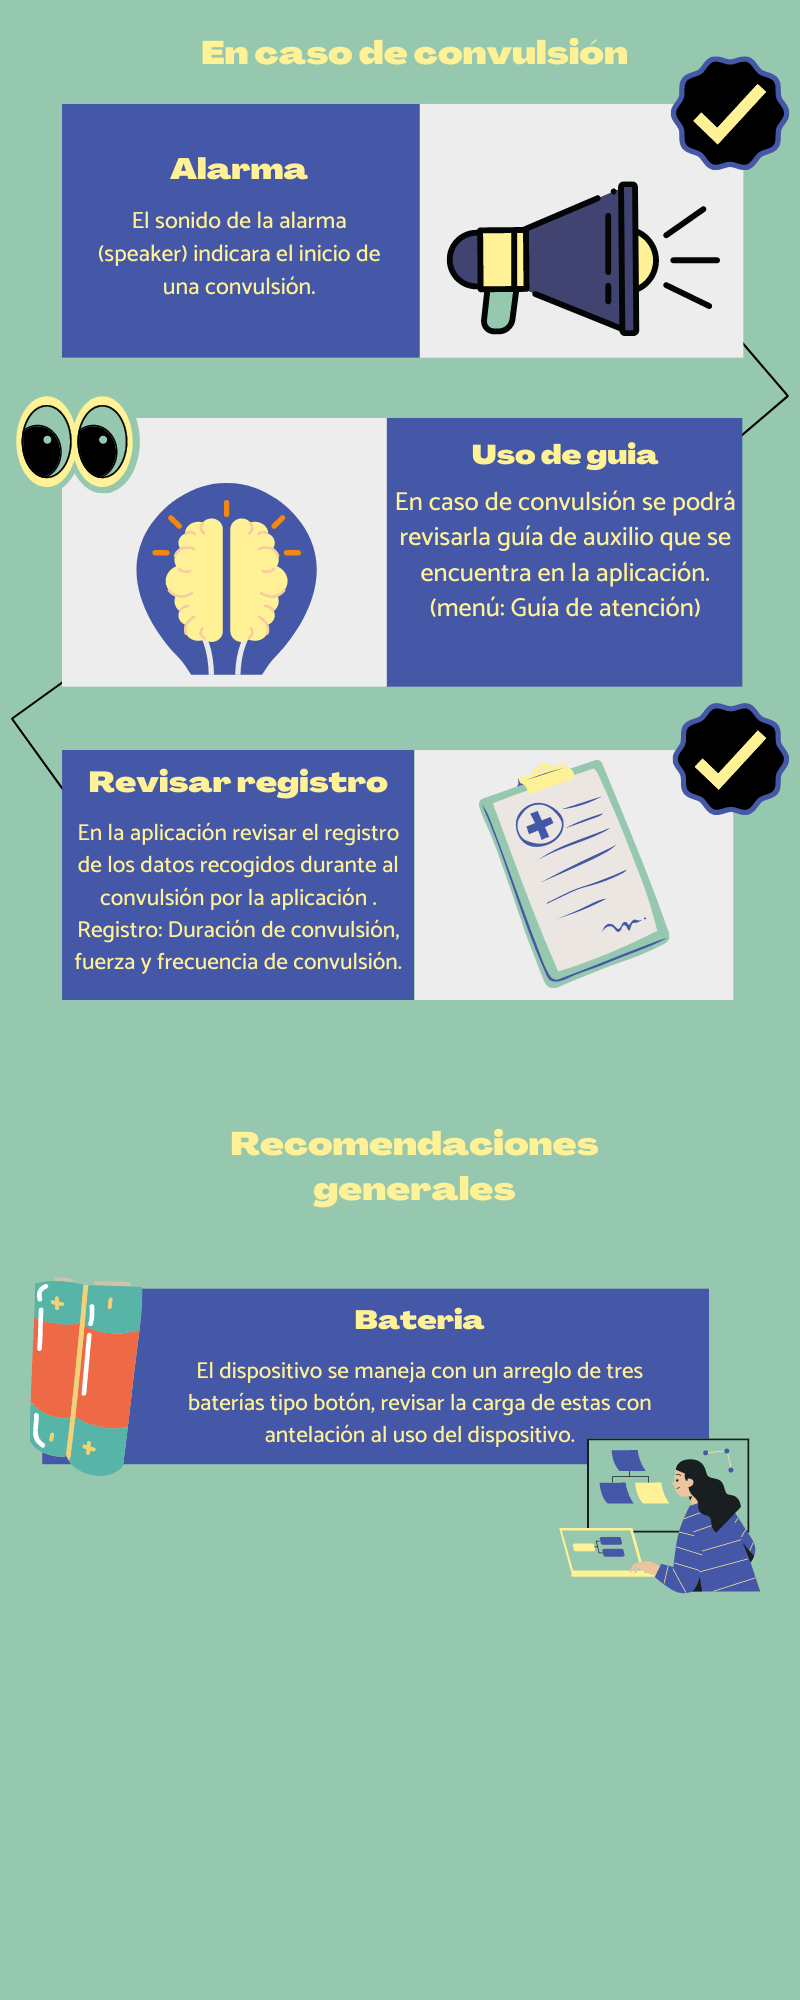 En caso de convulsión
Alarma
El sonido de la alarma
(speaker) indicara el inicio de
una convulsión.
Uso de guia
En caso de convulsión se podrá
revisarla guía de auxilio que se
encuentra en la aplicación.
(menú: Guía de atención)
Revisar registro
En la aplicación revisar el registro
de los datos recogidos durante al
convulsión por la aplicación .
Registro: Duración de convulsión,
fuerza y frecuencia de convulsión.
Recomendaciones
generales
Bateria
El dispositivo se maneja con un arreglo de tres
baterías tipo botón, revisar la carga de estas con
antelación al uso del dispositivo.